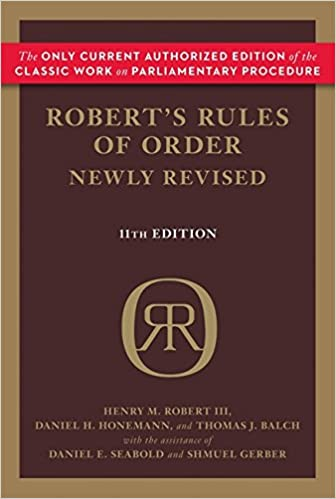 The ONLY CURRENT AUTHORIZED EDITION of the
CLASSIC WORK on PARLIAMENTARY PROCEDURE
ROBERT'S RULES
OF ORDER
NEWLY REVISED
11TH EDITION
RR
HENRY M. ROBERT III,
DANIEL H. HONEMANN, and THOMAS J. BALCH
with the assistance of
DANIEL E. SEABOLD and SHMUEL GERBER